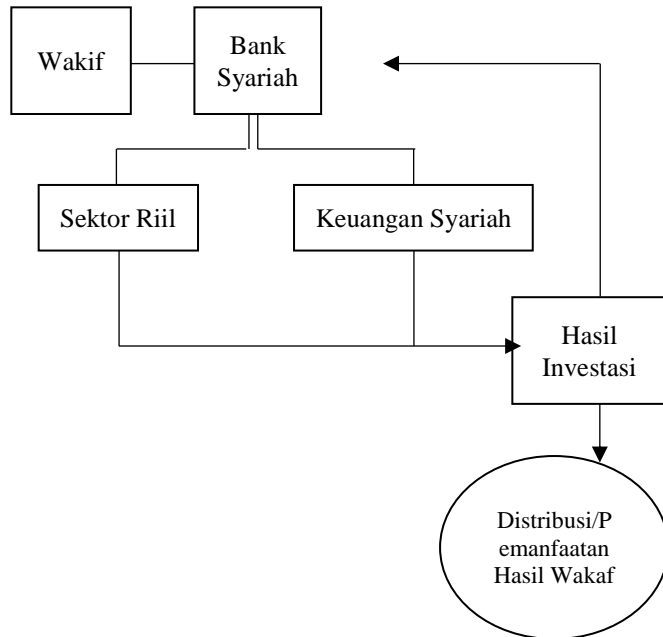 Wakif
Bank
Syariah
Sektor Riil
Keuangan Syariah
Hasil
Investasi
Distribusi/P
emanfaatan
Hasil Wakaf